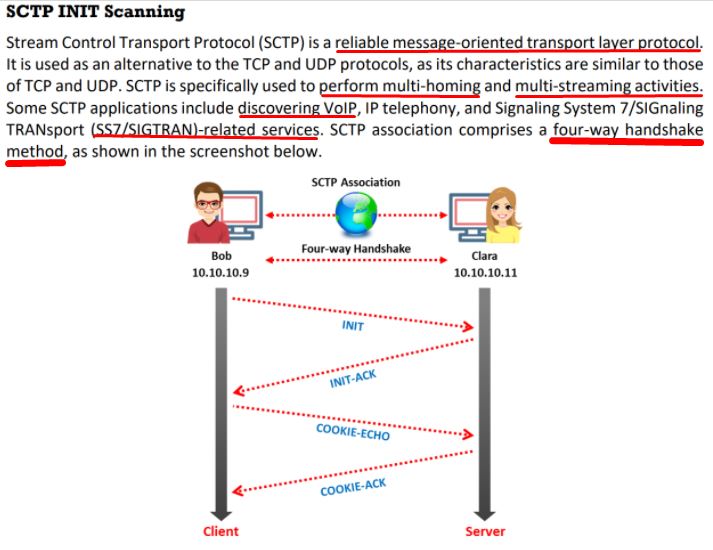 SCTP INIT Scanning
Stream Control Transport Protocol (SCTP) is a reliable message-oriented transport layer protocol.
It is used as an alternative to the TCP and UDP protocols, as its characteristics are similar to those
of TCP and UDP. SCTP is specifically used to perform multi-homing and multi-streaming activities.
Some SCTP applications include discovering VoIP, IP telephony, and Signaling System 7/SIGnaling
TRANsport (SS7/SIGTRAN)-related services. SCTP association comprises a four-way handshake
method, as shown in the screenshot below.
SCTP Association
Four-way Handshake
Bob
10.10.10.9
Clara
10.10.10.11
INIT
INIT-ACK
COOKIE-ECHO
COOKIE-ACK
Client
Server